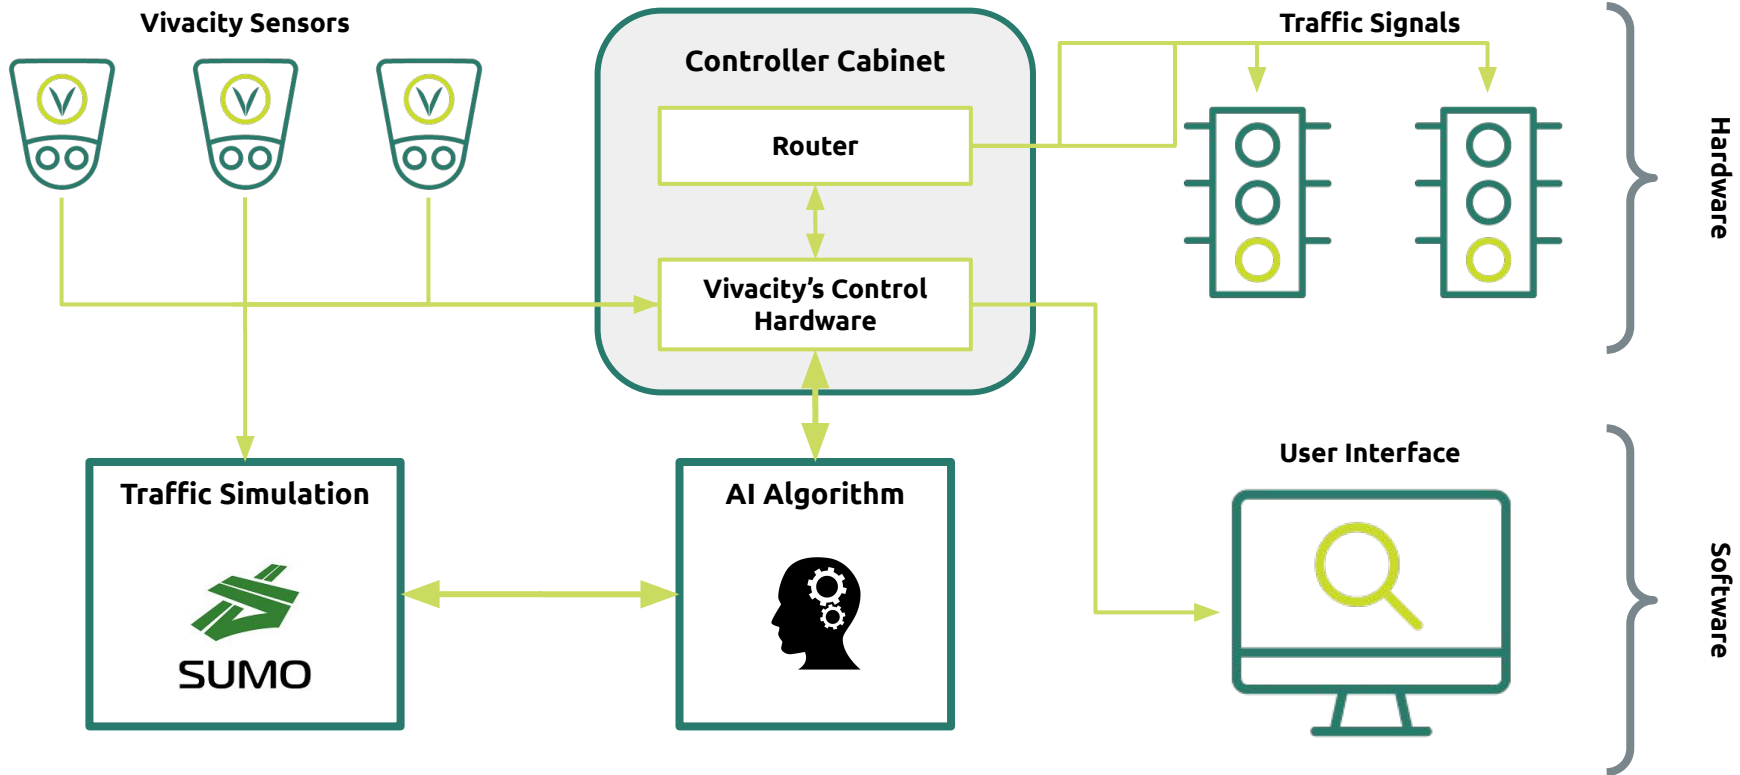 Vivacity Sensors
Controller Cabinet
Traffic Signals
Router
Vivacity's Control
Hardware
Hardware
Traffic Simulation
SUMO
AI Algorithm
User Interface
Software